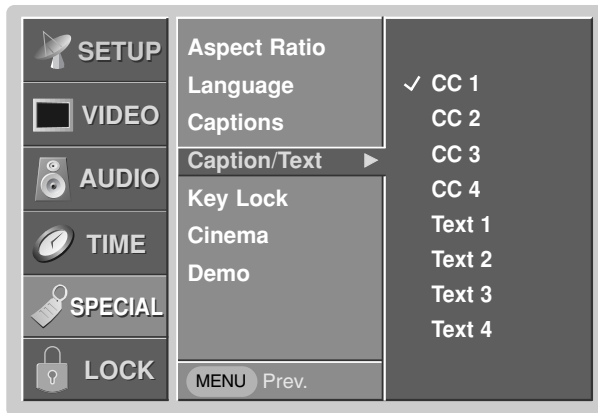 SETUP
VIDEO
AUDIO
TIME
SPECIAL
LOCK
Aspect Ratio
Language
Captions
Caption/Text ►
Key Lock
Cinema
Demo
MENU Prev.
✓ CC 1
CC 2
CC 3
CC 4
Text 1
Text 2
Text 3
Text 4